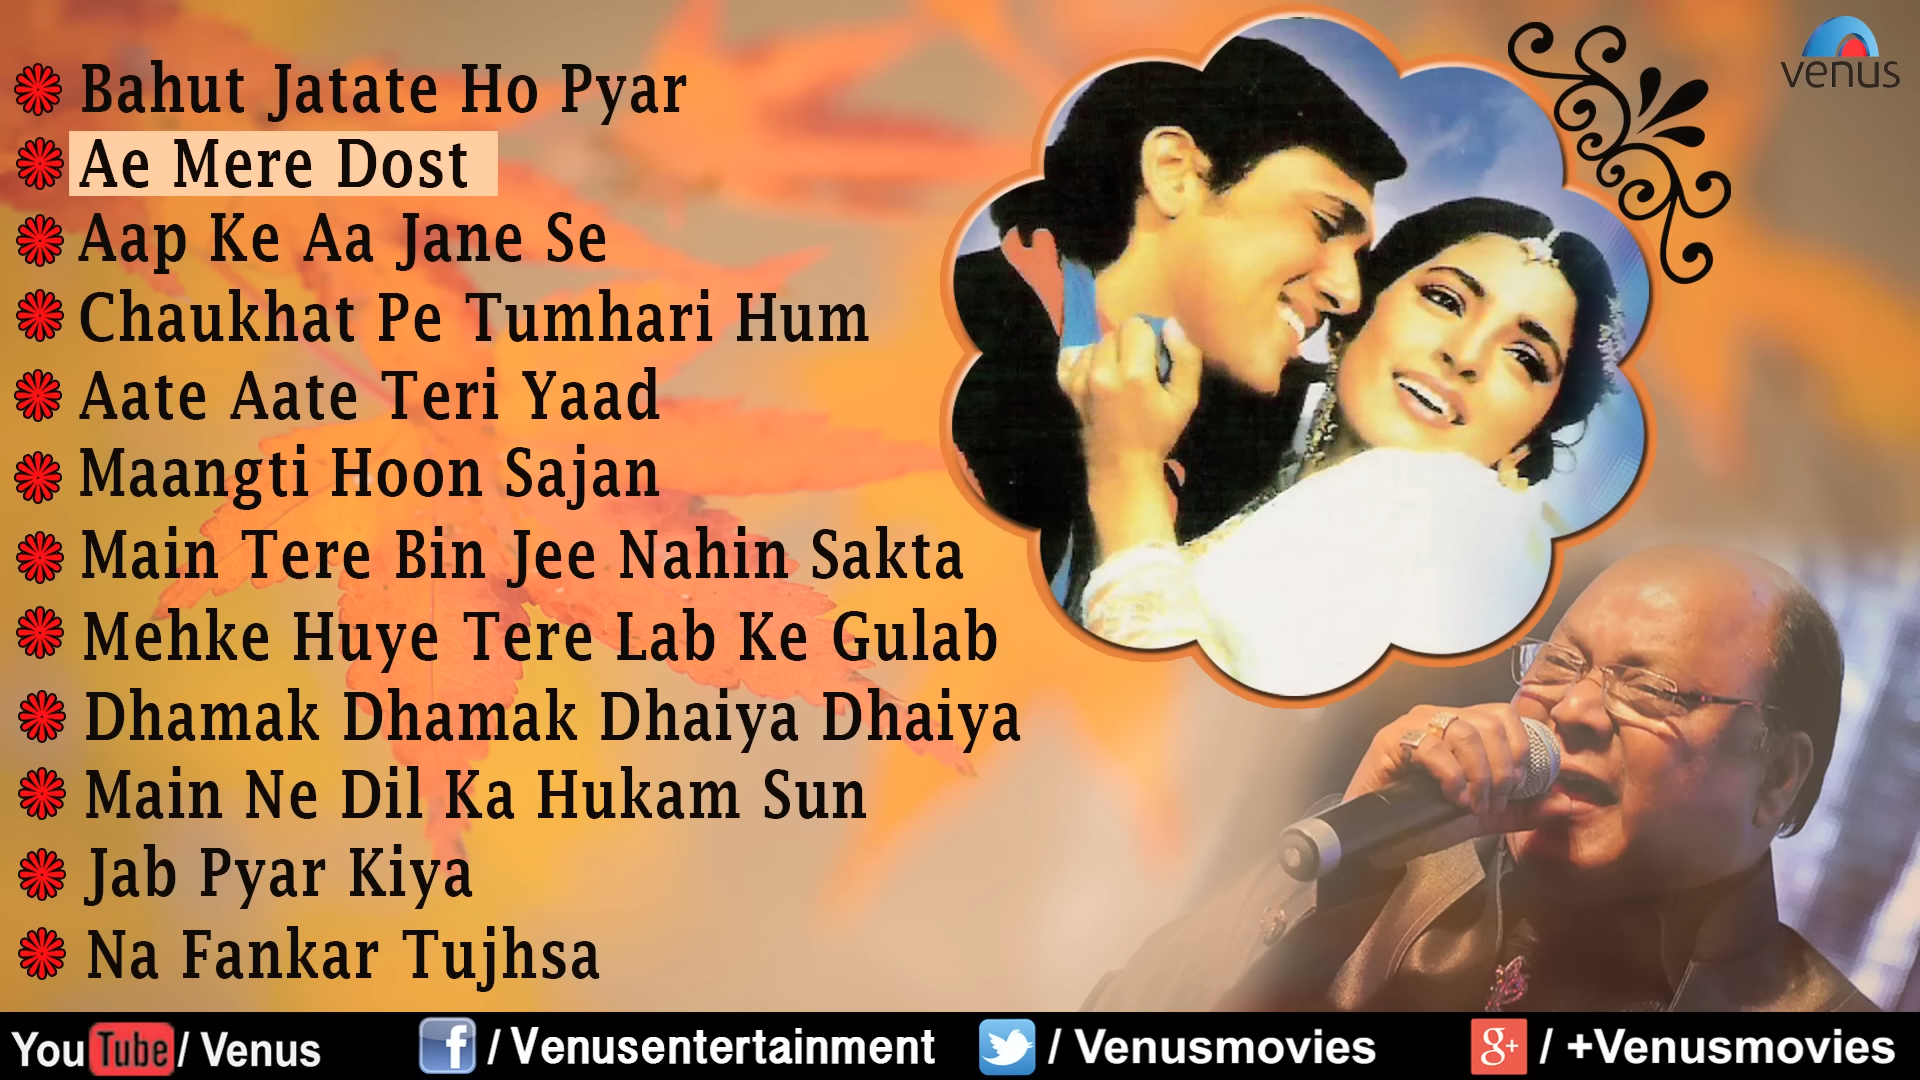 Bahut Jatate Ho Pyar
Ae Mere Dost
Aap Ke Aa Jane Se
Chaukhat Pe Tumhari Hum
Aate Aate Teri Yaad
Maangti Hoon Sajan
Main Tere Bin Jee Nahin Sakta
Mehke Huye Tere Lab Ke Gulab
Dhamak Dhamak Dhaiya Dhaiya
Main Ne Dil Ka Hukam Sun
Jab Pyar Kiya
Na Fankar Tujhsa
venus
YouTube / Venus
f / Venusentertainment
/ Venusmovies
g+ / +Venusmovies